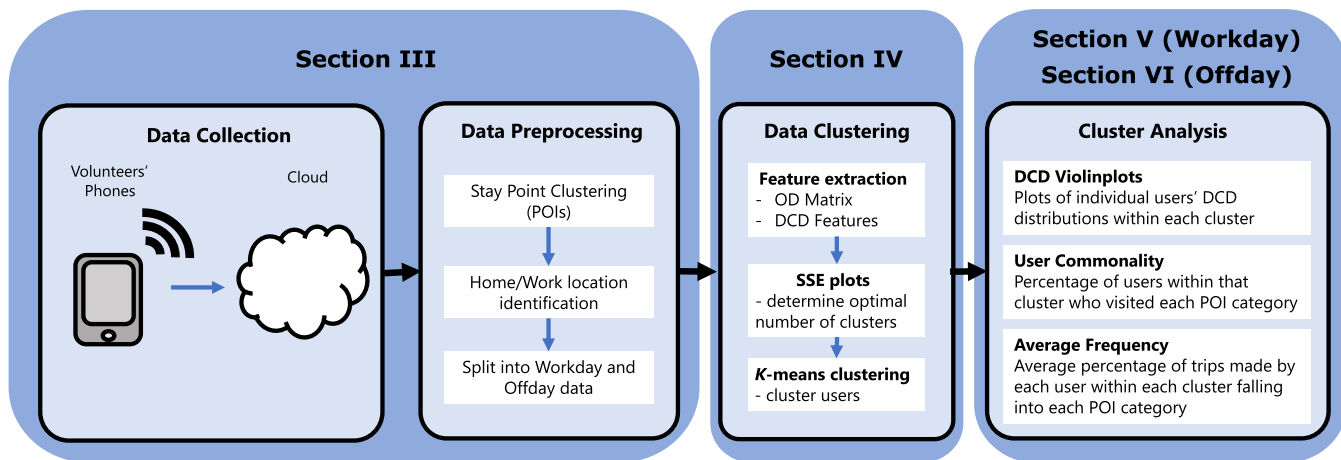 Section III
Data Collection
Volunteers'
Phones
Cloud
Data Preprocessing
Stay Point Clustering
(POIs)
Home/Work location
identification
Split into Workday and
Offday data
Section IV
Data Clustering
Feature extraction
- OD Matrix
- DCD Features
SSE plots
- determine optimal
number of clusters
K-means clustering
- cluster users
Section V (Workday)
Section VI (Offday)
Cluster Analysis
DCD Violinplots
Plots of individual users' DCD
distributions within each cluster
User Commonality
Percentage of users within that
cluster who visited each POI category
Average Frequency
Average percentage of trips made by
each user within each cluster falling
into each POI category